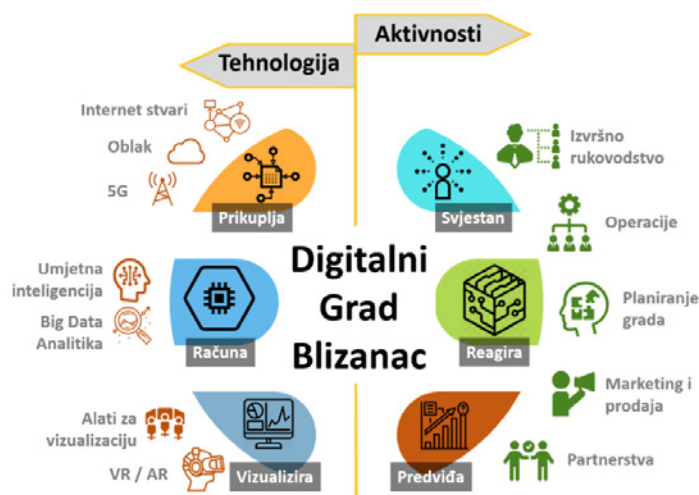 Tehnologija
Aktivnosti
Internet stvari
Oblak
5G
Prikuplja
Umjetna
inteligencija
Big Data
Analitika
Računa
Alati za
vizualizaciju
VR / AR
Vizualizira
Digitalni
Grad
Blizanac
Svjestan
Izvršno
rukovodstvo
Operacije
Reagira
Planiranje
grada
Predviđa
Marketing i
prodaja
Partnerstva